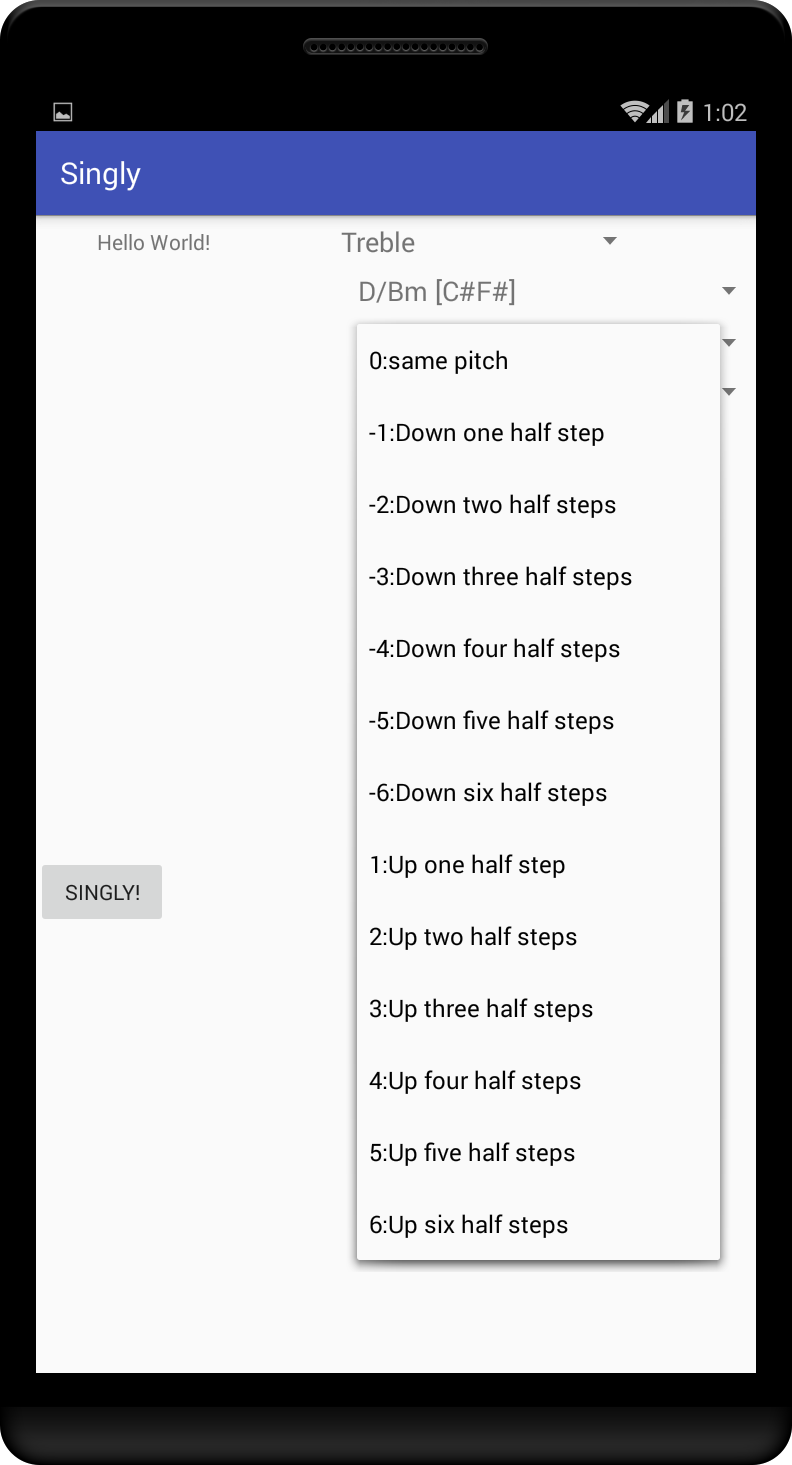 1:02
Singly
Hello World!
Treble
D/Bm [C#F#]
0:same pitch
-1:Down one half step
-2:Down two half steps
-3:Down three half steps
-4:Down four half steps
-5:Down five half steps
-6:Down six half steps
1:Up one half step
SINGLY!
2:Up two half steps
3:Up three half steps
4:Up four half steps
5:Up five half steps
6:Up six half steps